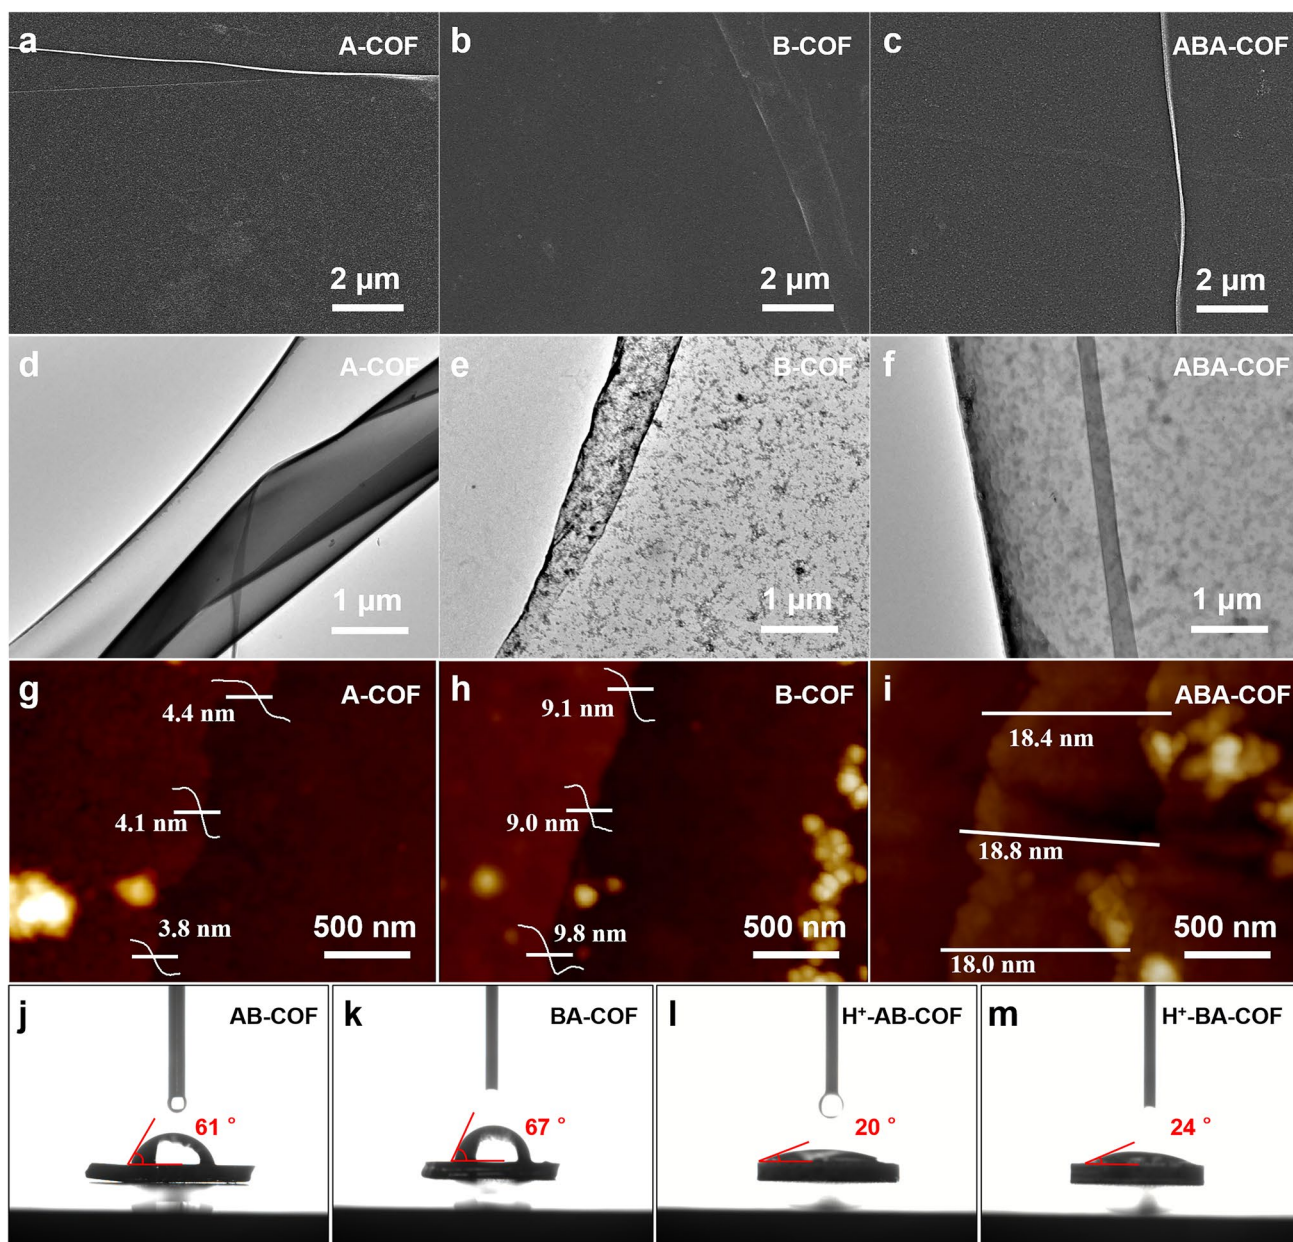 a
A-COF
2 μm
b
B-COF
2 μm
c
ABA-COF
2 μm
d
A-COF
1 μm
e
B-COF
1 μm
f
ABA-COF
1 μm
g
A-COF
4.4 nm
4.1 nm
3.8 nm
500 nm
h
B-COF
9.1 nm
9.0 nm
9.8 nm
500 nm
i
ABA-COF
18.4 nm
18.8 nm
18.0 nm
500 nm
j
AB-COF
61 °
k
BA-COF
67 °
l
H⁺-AB-COF
20 °
m
H⁺-BA-COF
24 °